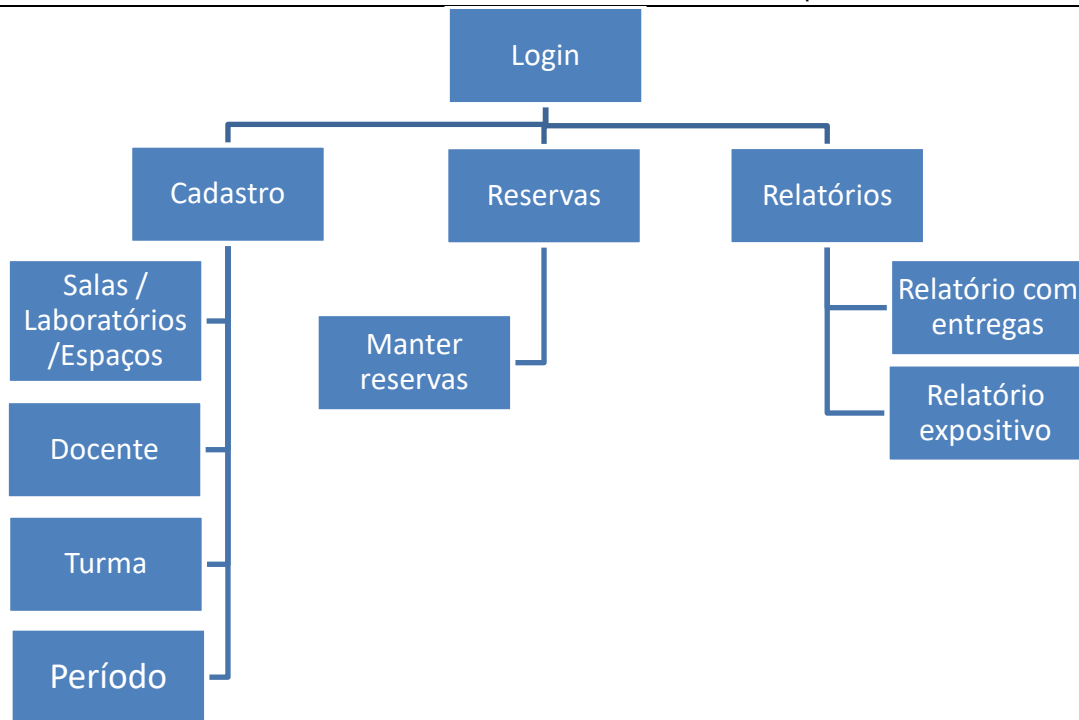 Login
Cadastro
Reservas
Relatórios
Salas /
Laboratórios
/Espaços
Docente
Turma
Período
Manter
reservas
Relatório com
entregas
Relatório
expositivo